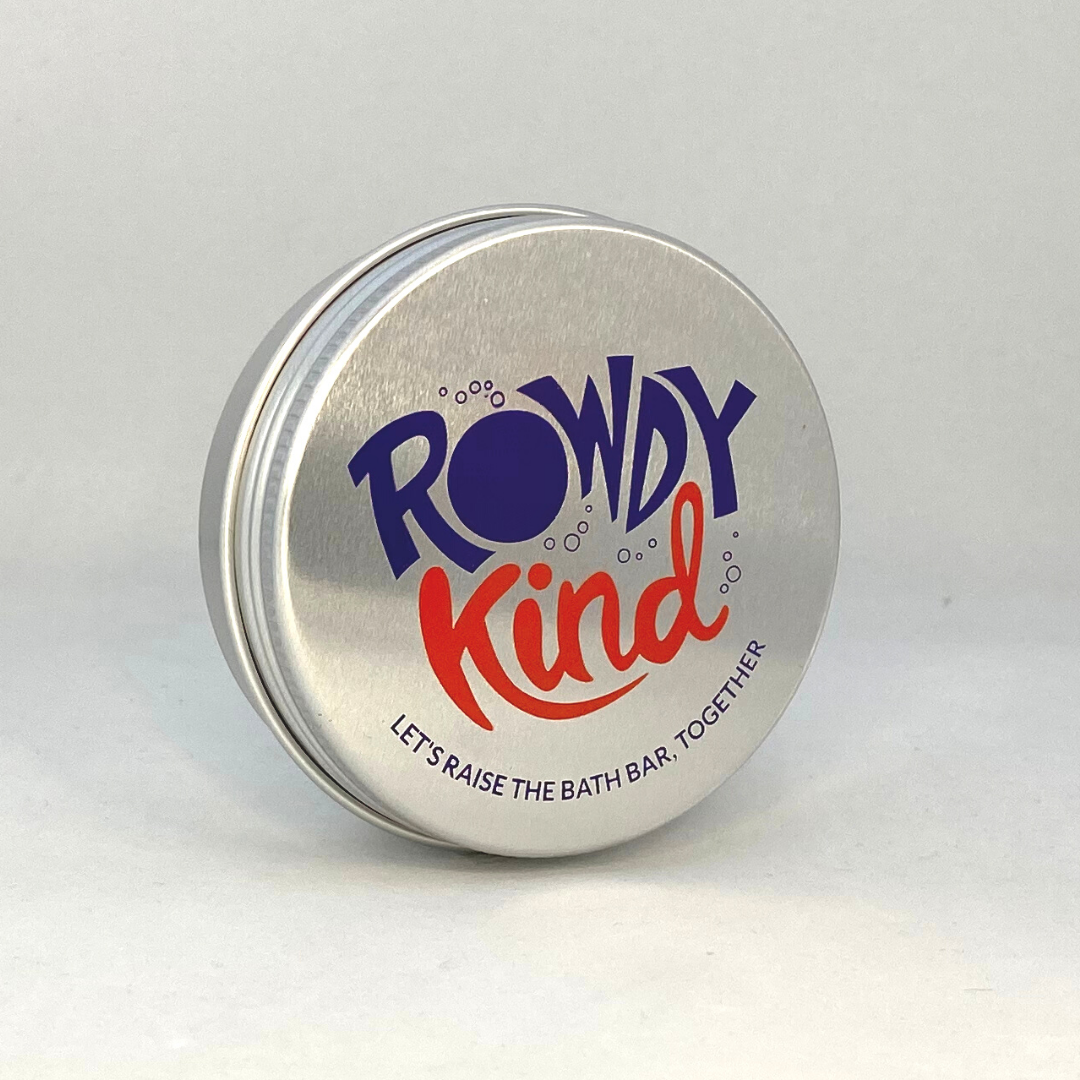 ROWDY
Kind
LET'S RAISE THE BATH BAR, TOGETHER